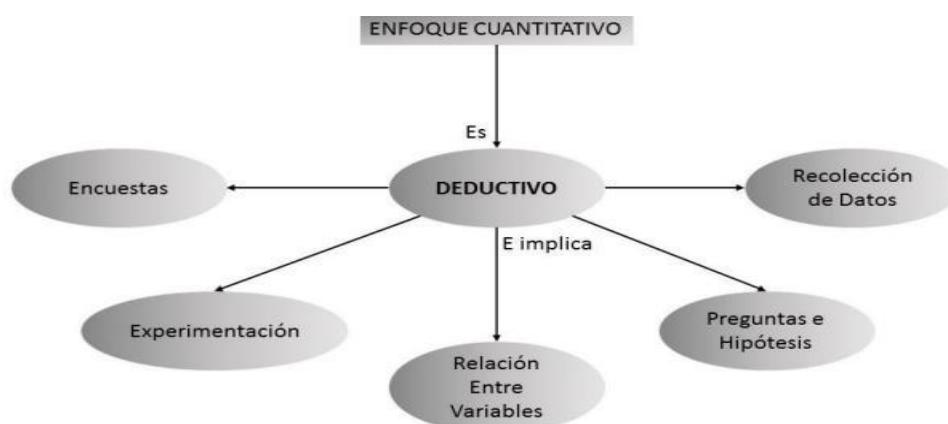 ENFOQUE CUANTITATIVO
Es
Encuestas
DEDUCTIVO
Recolección
de Datos
E implica
Experimentación
Preguntas e
Hipótesis
Relación
Entre
Variables